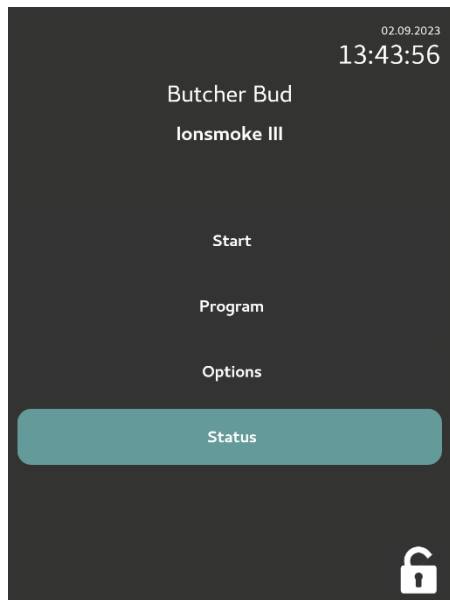 02.09.2023
13:43:56
Butcher Bud
Ionsmoke III
Start
Program
Options
Status